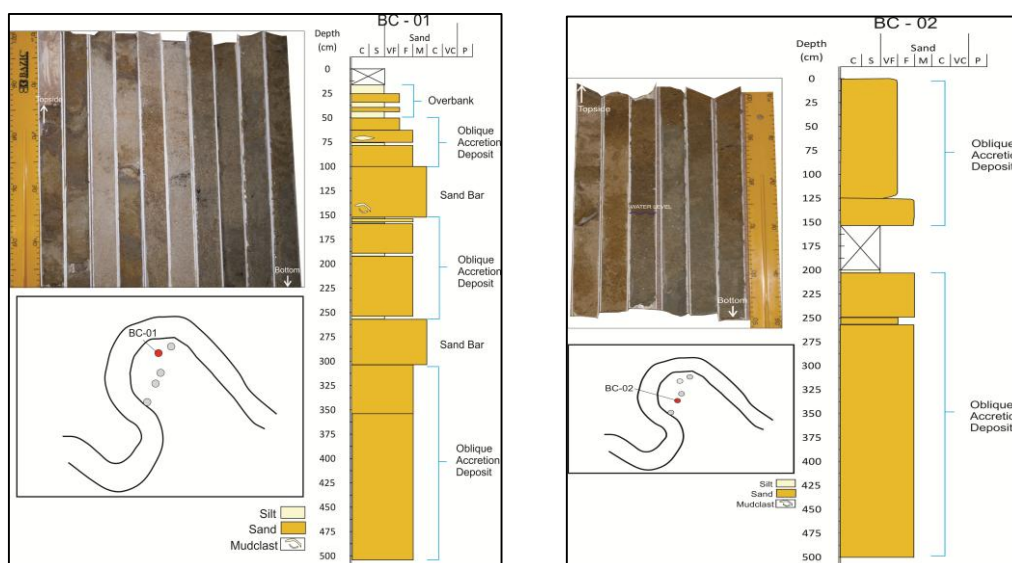 BC - 01
Depth
(cm)
Sand
C S VF F M C VC P
0
25
50
75
100
125
150
175
200
225
250
275
300
325
350
375
400
425
450
475
500
Overbank
Oblique
Accretion
Deposit
Sand Bar
Oblique
Accretion
Deposit
Sand Bar
Oblique
Accretion
Deposit
Topside
Bottom
BC-01
Silt
Sand
Mudclast
BC - 02
Depth
(cm)
Sand
C S VF F M C VC P
0
25
50
75
100
125
150
175
200
225
250
275
300
325
350
375
400
425
450
475
500
Oblique
Accretion
Deposit
Oblique
Accretion
Deposit
Topside
WATER LEVEL
Bottom
BC-02
Silt
Sand
Mudclast